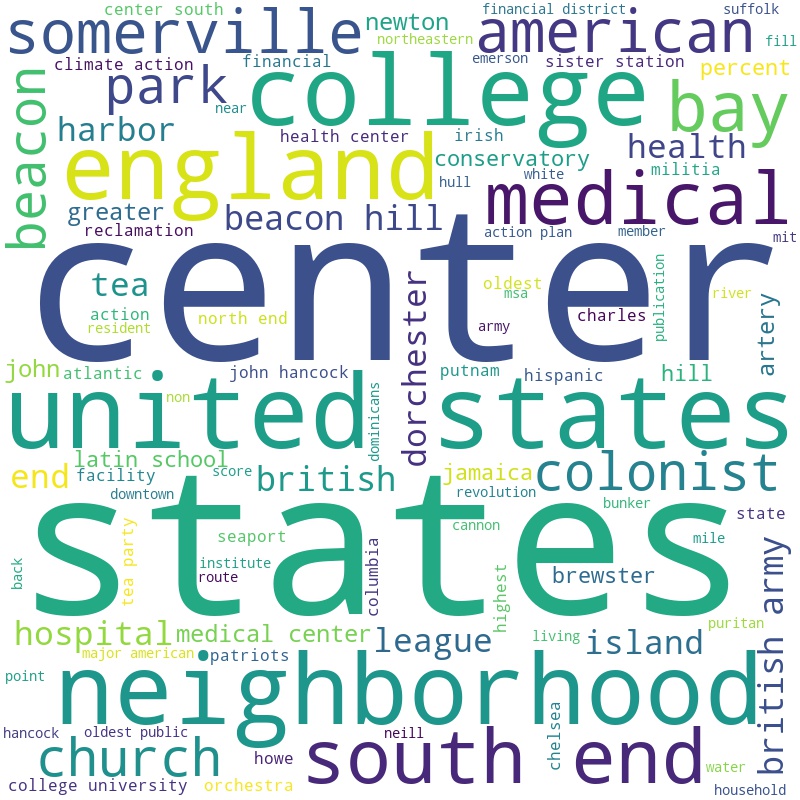 center south
financial district
suffolk
somerville
newton
american
northeastern
fill
climate action
financial
emerson
sister station
percent
park
college
bay
beacon
near
harbor
health center
irish
health
england
conservatory
militia
white
hull
medical
greater
beacon hill
reclamation
action plan
member
mit
center
tea
oldest
msa
publication
river
action
north end
charles
artery
resident
army
dorchester
john
atlantic
john hancock
putnam
hispanic
hill
united states
non
dominicans
latin school
end
facility
score
british
jamaica
colonist
downtown
revolution
states
bunker
cannon
state
mile
tea party
seaport
back
institute
route
columbia
highest
brewster
british army
hospital
medical center
league
living
island
puritan
major american
patriots
point
neighborhood
hancock
oldest public
neill
chelsea
church
howe
south end
water
college university
orchestra
household